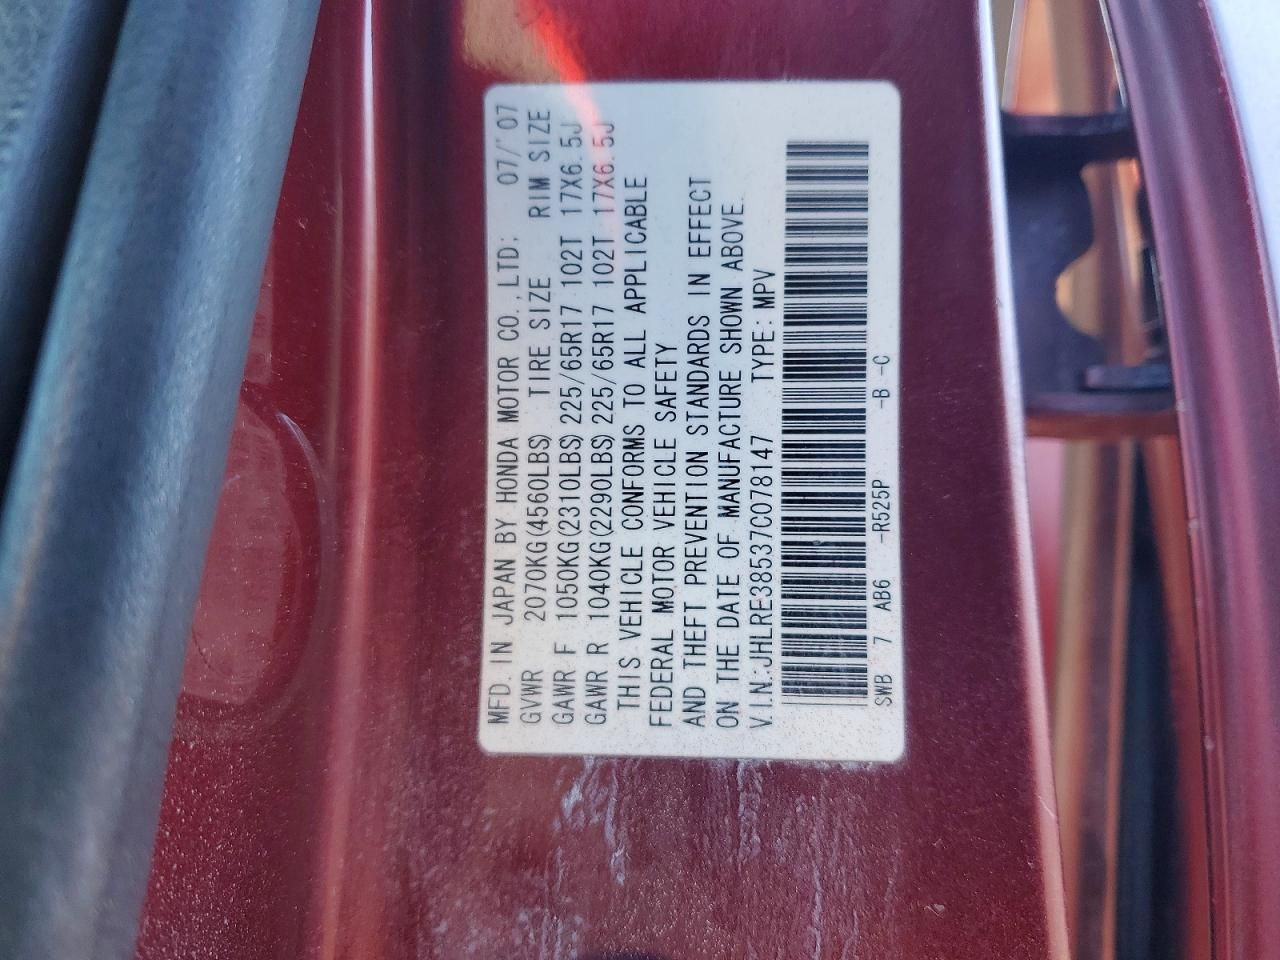 MFD. IN JAPAN BY HONDA MOTOR CO., LTD: 07/'07
GVWR 2070KG(4560LBS) TIRE SIZE RIM SIZE
GAWR F 1050KG(2310LBS) 225/65R17 102T 17X6.5J
GAWR R 1040KG(2290LBS) 225/65R17 102T 17X6.5J
THIS VEHICLE CONFORMS TO ALL APPLICABLE
FEDERAL MOTOR VEHICLE SAFETY
AND THEFT PREVENTION STANDARDS IN EFFECT
ON THE DATE OF MANUFACTURE SHOWN ABOVE.
V.I.N.:JHLRE38537C078147 TYPE: MPV
SWB 7 AB6 -R525P -B -C